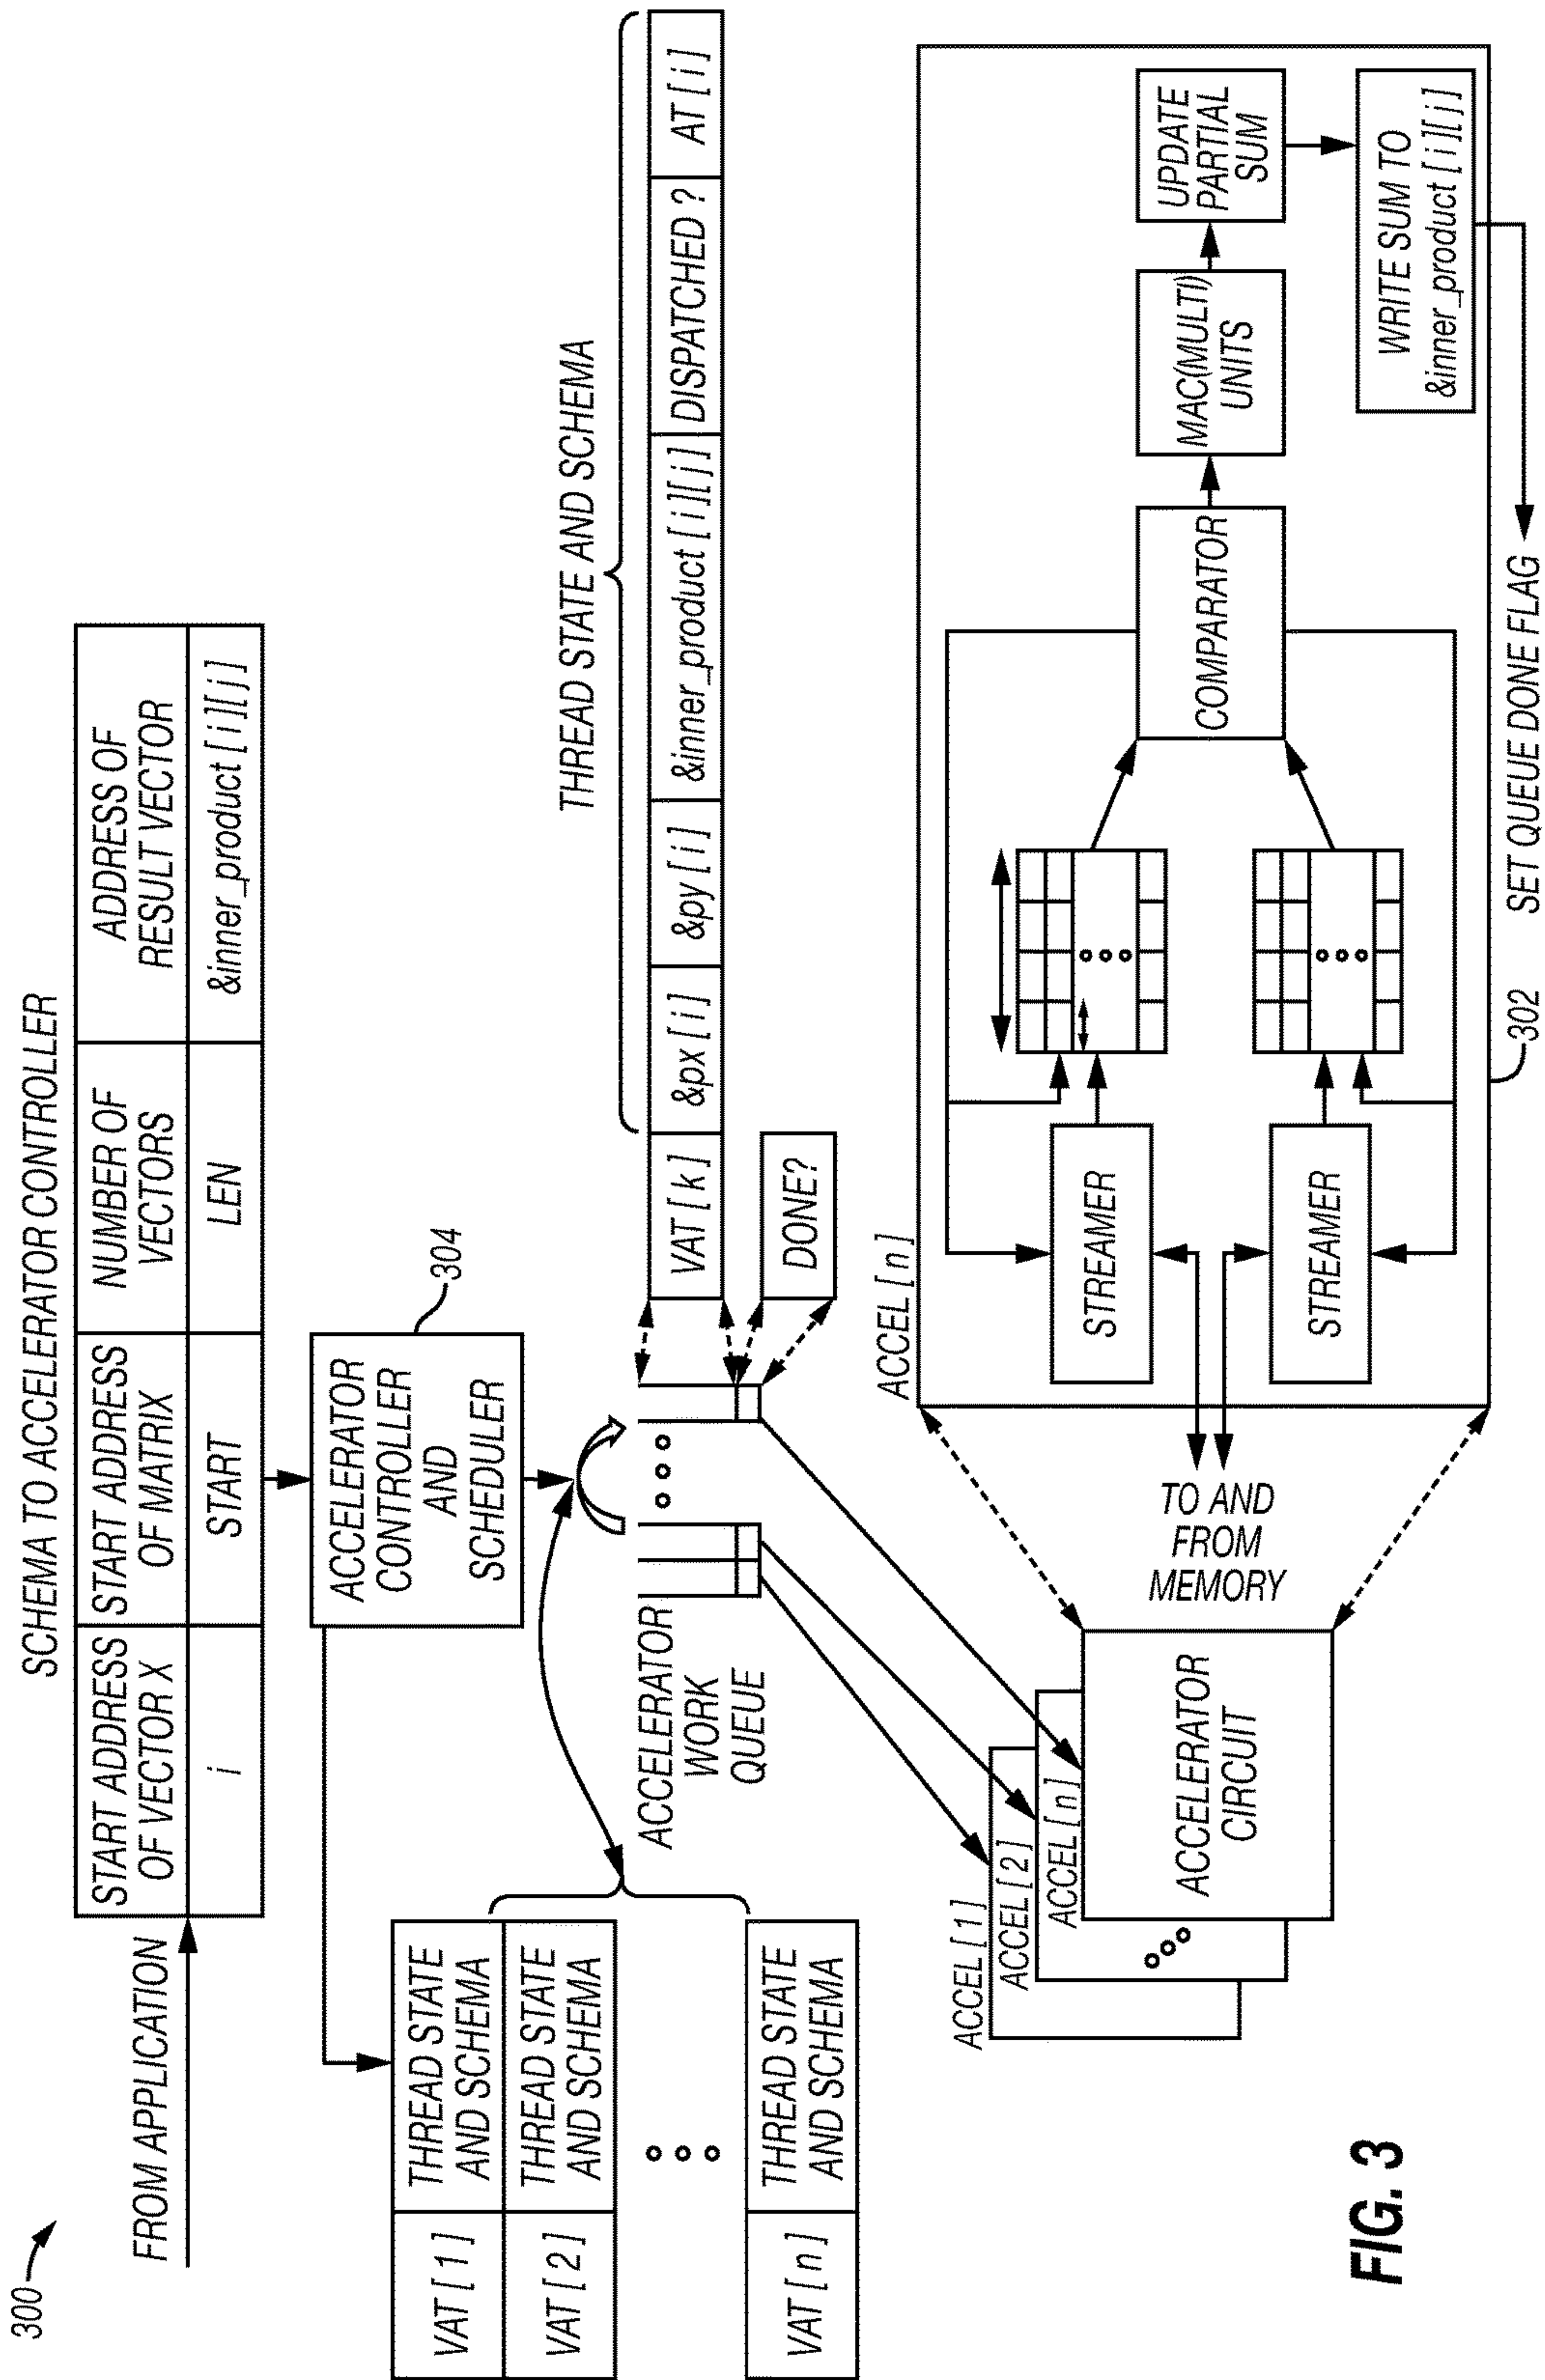 300
SCHEMA TO ACCELERATOR CONTROLLER
FROM APPLICATION
START ADDRESS
OF VECTOR X
START ADDRESS
OF MATRIX
NUMBER OF
VECTORS
ADDRESS OF
RESULT VECTOR
i
START
LEN
&inner_product [ i ][ j ]
ACCELERATOR
CONTROLLER
AND
SCHEDULER
304
VAT [ 1 ]
THREAD STATE
AND SCHEMA
VAT [ 2 ]
THREAD STATE
AND SCHEMA
VAT [ n ]
THREAD STATE
AND SCHEMA
ACCELERATOR
WORK
QUEUE
THREAD STATE AND SCHEMA
VAT [ k ]
&px [ i ]
&py [ i ]
&inner_product [ i ][ j ]
DISPATCHED ?
AT [ i ]
DONE?
ACCEL [ 1 ]
ACCEL [ 2 ]
ACCEL [ n ]
ACCELERATOR
CIRCUIT
TO AND
FROM
MEMORY
ACCEL [ n ]
STREAMER
STREAMER
COMPARATOR
MAC(MULTI)
UNITS
UPDATE
PARTIAL
SUM
WRITE SUM TO
&inner_product [ i ][ j ]
302
SET QUEUE DONE FLAG
FIG. 3